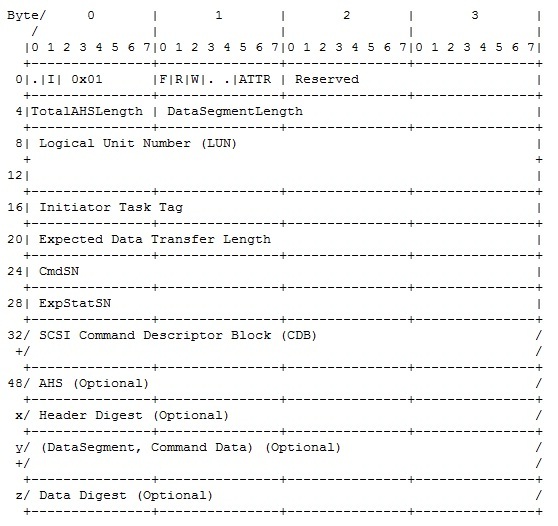 Byte/     0       |       1       |       2       |       3       |
   /              |               |               |               |
  |0 1 2 3 4 5 6 7|0 1 2 3 4 5 6 7|0 1 2 3 4 5 6 7|0 1 2 3 4 5 6 7|
  +---------------+---------------+---------------+---------------+
 0|.|I| 0x01      |F|R|W|. .|ATTR | Reserved                      |
  +---------------+---------------+---------------+---------------+
 4|TotalAHSLength | DataSegmentLength                             |
  +---------------+---------------+---------------+---------------+
 8| Logical Unit Number (LUN)                                     |
  +                                                               +
12|                                                               |
  +---------------+---------------+---------------+---------------+
16| Initiator Task Tag                                            |
  +---------------+---------------+---------------+---------------+
20| Expected Data Transfer Length                                 |
  +---------------+---------------+---------------+---------------+
24| CmdSN                                                         |
  +---------------+---------------+---------------+---------------+
28| ExpStatSN                                                     |
  +---------------+---------------+---------------+---------------+
32/ SCSI Command Descriptor Block (CDB)                           /
 +/                                                               /
  +---------------+---------------+---------------+---------------+
48/ AHS (Optional)                                                /
  +---------------+---------------+---------------+---------------+
 x/ Header Digest (Optional)                                      /
  +---------------+---------------+---------------+---------------+
 y/ (DataSegment, Command Data) (Optional)                        /
 +/                                                               /
  +---------------+---------------+---------------+---------------+
 z/ Data Digest (Optional)                                        /
  +---------------+---------------+---------------+---------------+